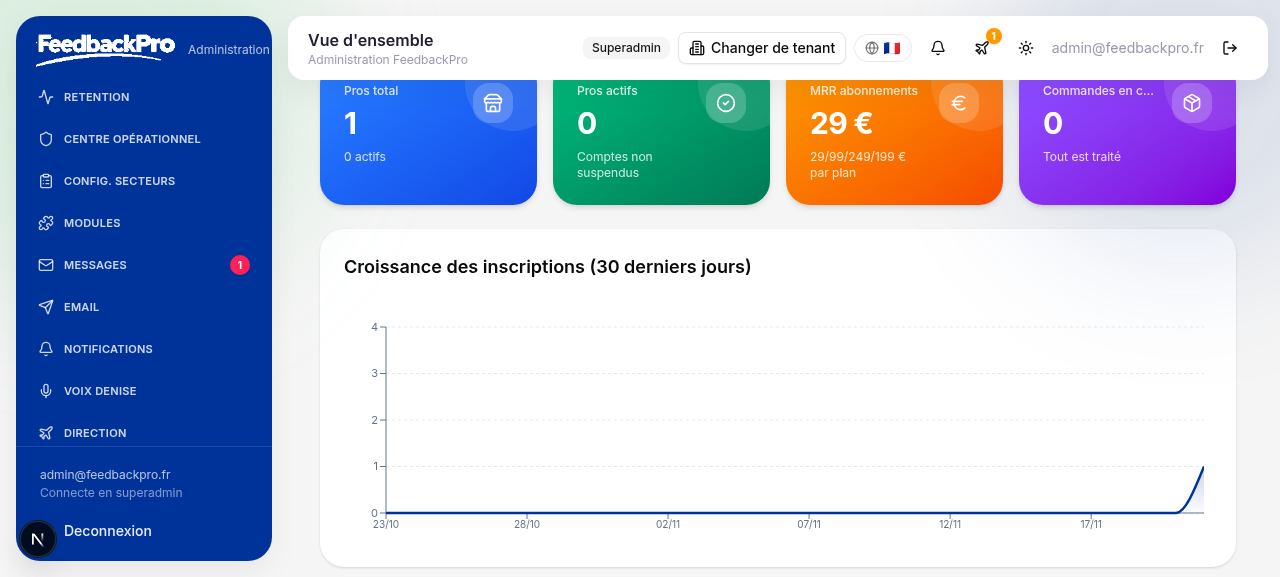 FeedbackPro
Administration
RETENTION
CENTRE OPÉRATIONNEL
CONFIG. SECTEURS
MODULES
MESSAGES
1
EMAIL
NOTIFICATIONS
VOIX DENISE
DIRECTION
admin@feedbackpro.fr
Connecte en superadmin
N
Deconnexion
Vue d'ensemble
Administration FeedbackPro
Superadmin
Changer de tenant
1
admin@feedbackpro.fr
Pros total
1
0 actifs
Pros actifs
0
Comptes non
suspendus
MRR abonnements
€
29 €
29/99/249/199 €
par plan
Commandes en c...
0
Tout est traité
Croissance des inscriptions (30 derniers jours)
4
3
2
1
0
23/10
28/10
02/11
07/11
12/11
17/11